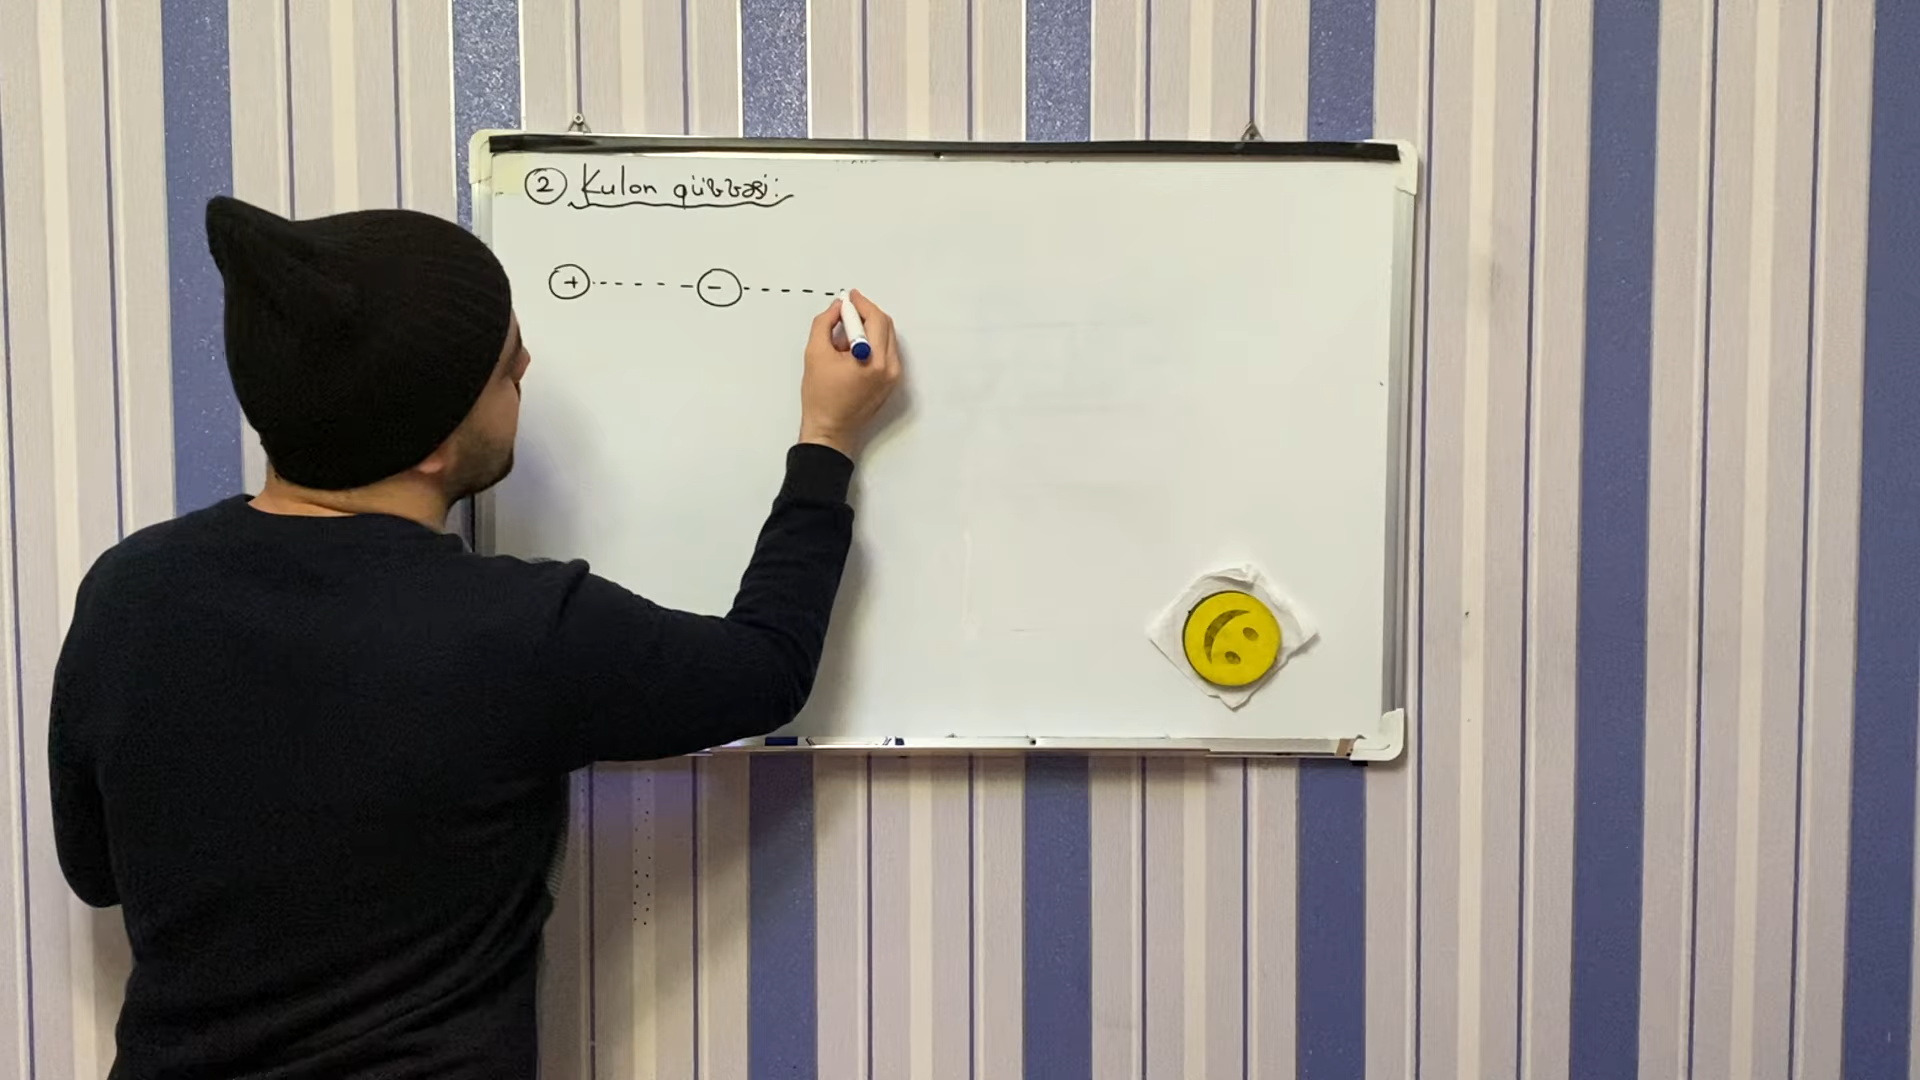 ② Kulon qüvvəsi:
+ - - - - - - - - - - -